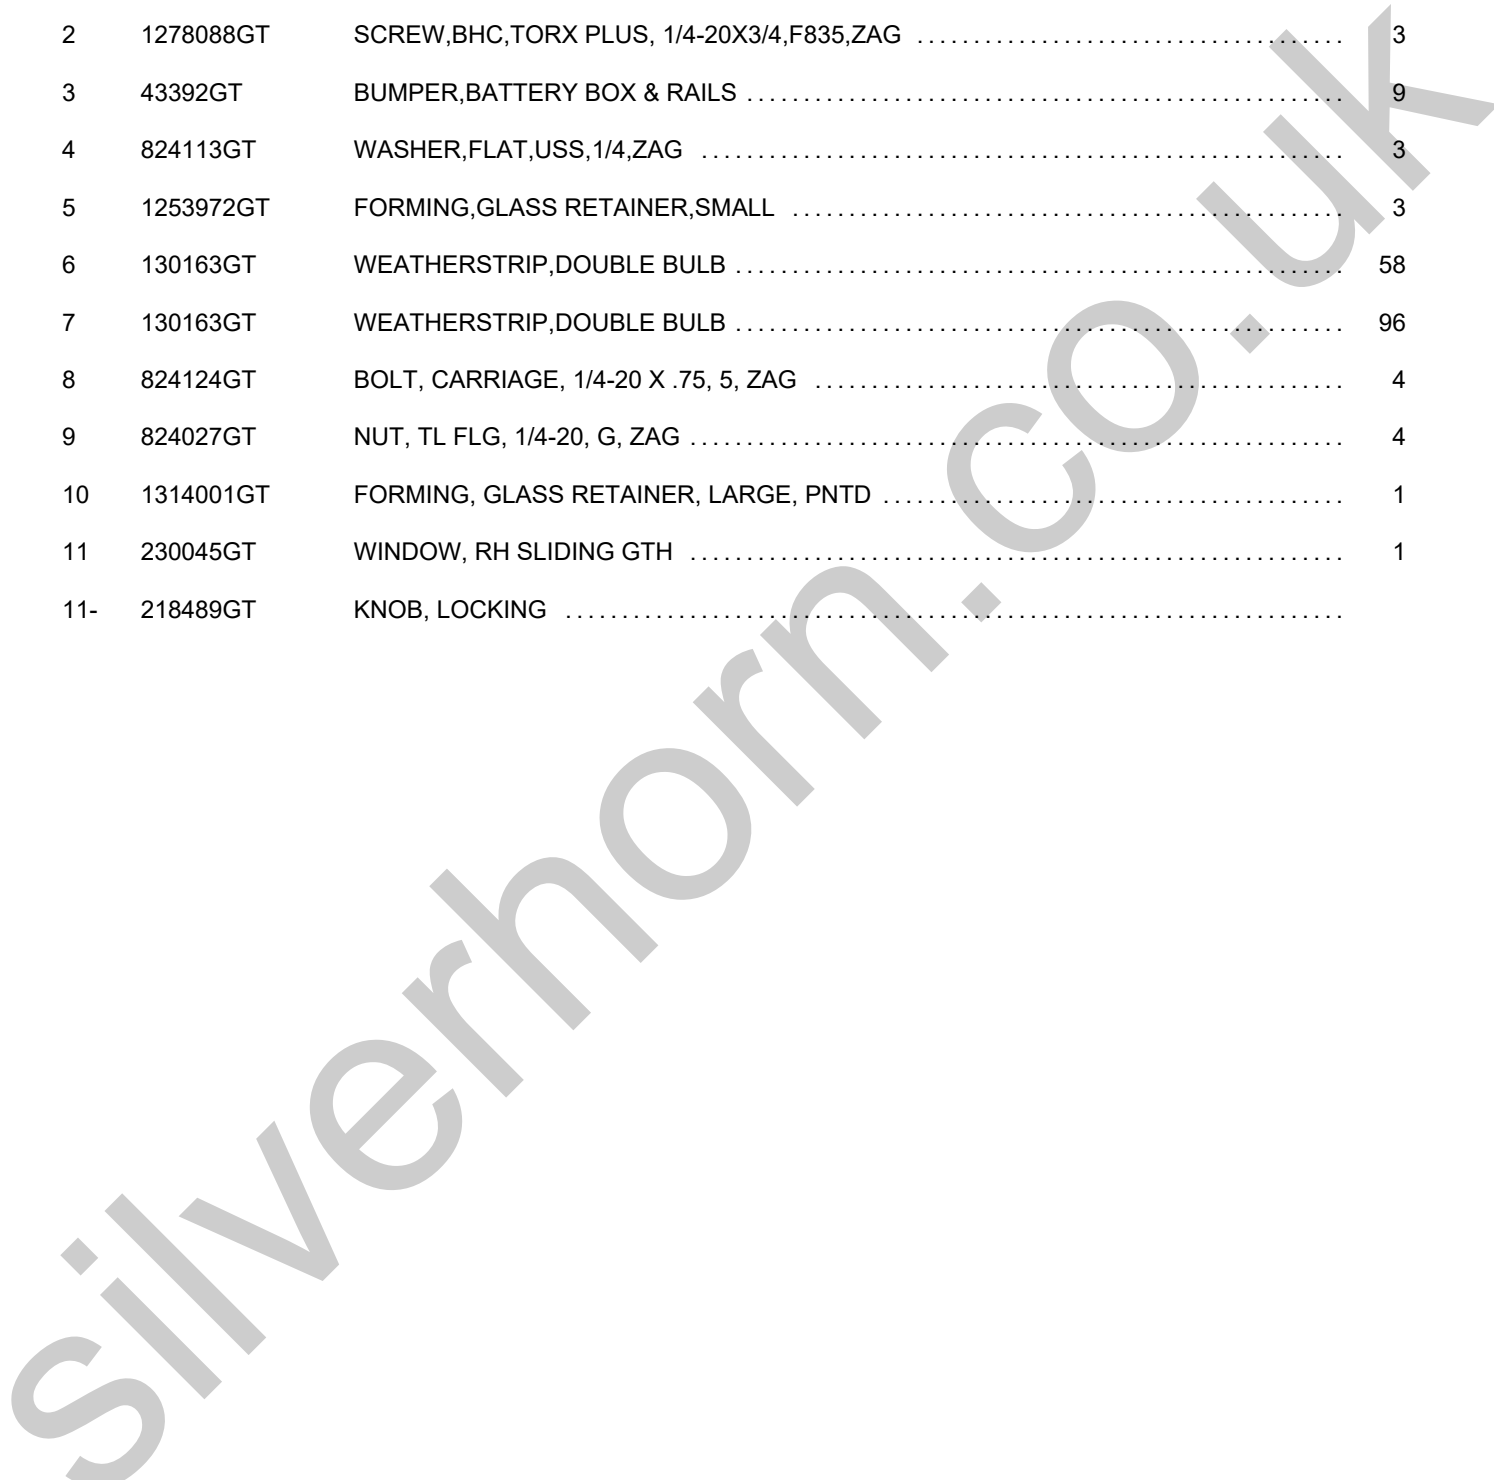 2 1278088GT SCREW,BHC,TORX PLUS, 1/4-20X3/4,F835,ZAG 3
3 43392GT BUMPER,BATTERY BOX & RAILS 9
4 824113GT WASHER,FLAT,USS,1/4,ZAG 3
5 1253972GT FORMING,GLASS RETAINER,SMALL 3
6 130163GT WEATHERSTRIP,DOUBLE BULB 58
7 130163GT WEATHERSTRIP,DOUBLE BULB 96
8 824124GT BOLT, CARRIAGE, 1/4-20 X .75, 5, ZAG 4
9 824027GT NUT, TL FLG, 1/4-20, G, ZAG 4
10 1314001GT FORMING, GLASS RETAINER, LARGE, PNTD 1
11 230045GT WINDOW, RH SLIDING GTH 1
11- 218489GT KNOB, LOCKING
silverhorn.co.uk